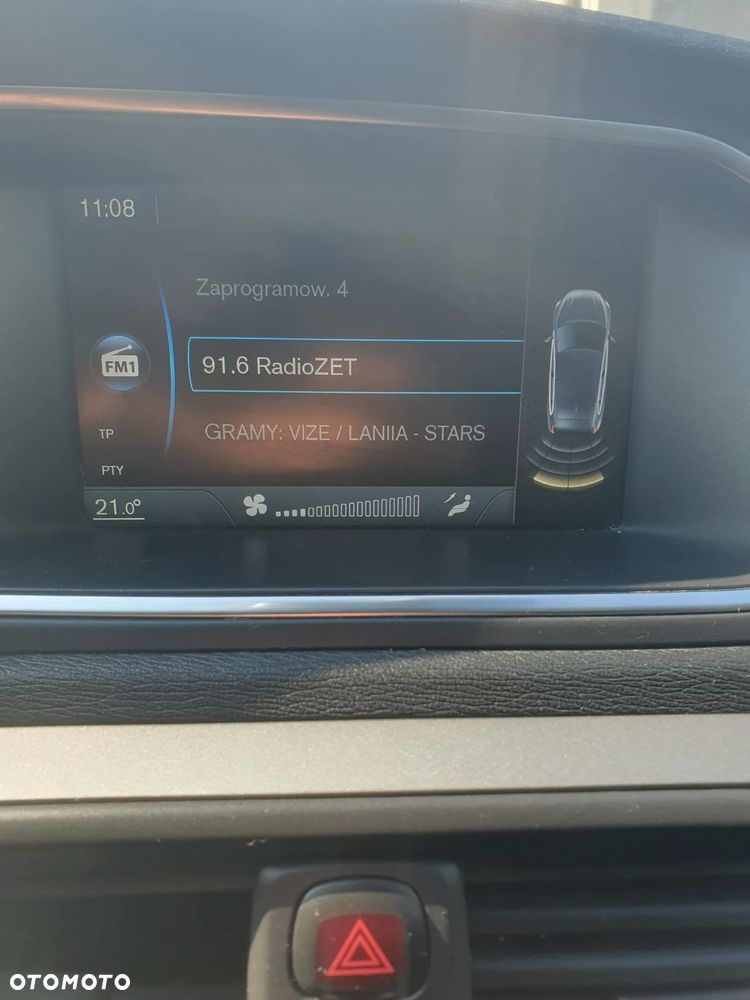 11:08
Zaprogramow. 4
FM1
91.6 RadioZET
TP
GRAMY: VIZE / LANIIA - STARS
PTY
21.0°
OTOMOTO